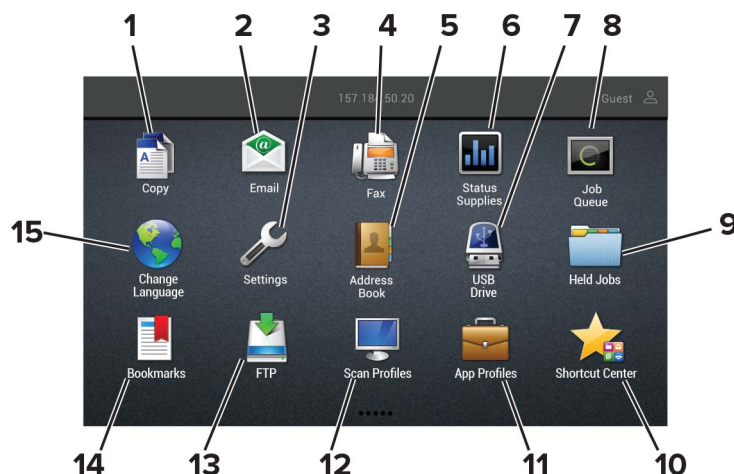 1 2 3 4 5 6 7 8
157.184.50.20 Guest
Copy Email Fax Status Supplies Job Queue
15 9
Change Language Settings Address Book USB Drive Held Jobs
Bookmarks FTP Scan Profiles App Profiles Shortcut Center
14 13 12 11 10